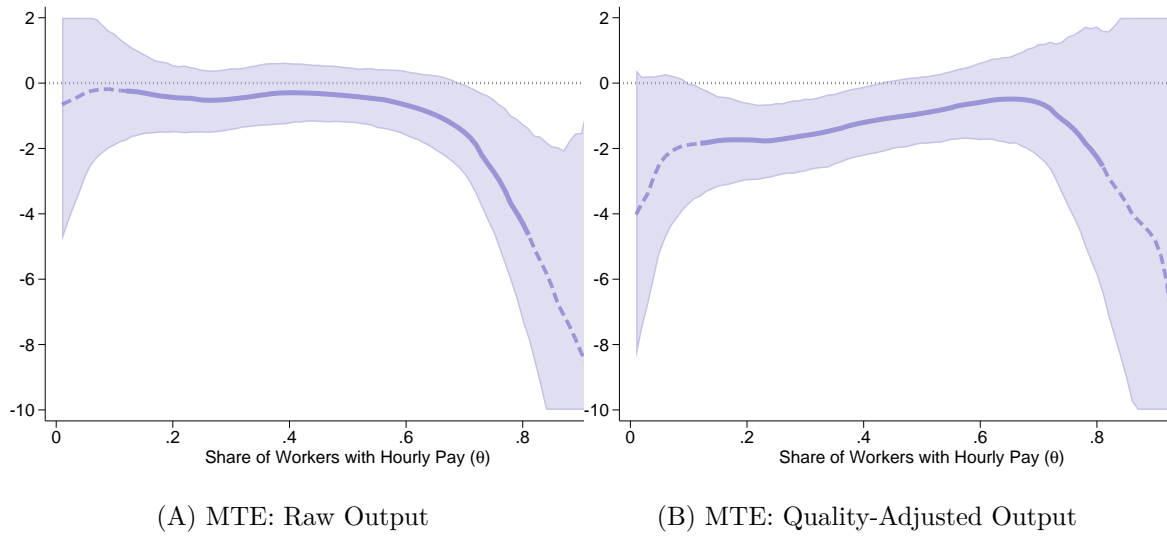 2
0
-2
-4
-6
-8
-10
0 .2 .4 .6 .8
Share of Workers with Hourly Pay (θ)
(A) MTE: Raw Output
2
0
-2
-4
-6
-8
-10
0 .2 .4 .6 .8
Share of Workers with Hourly Pay (θ)
(B) MTE: Quality-Adjusted Output